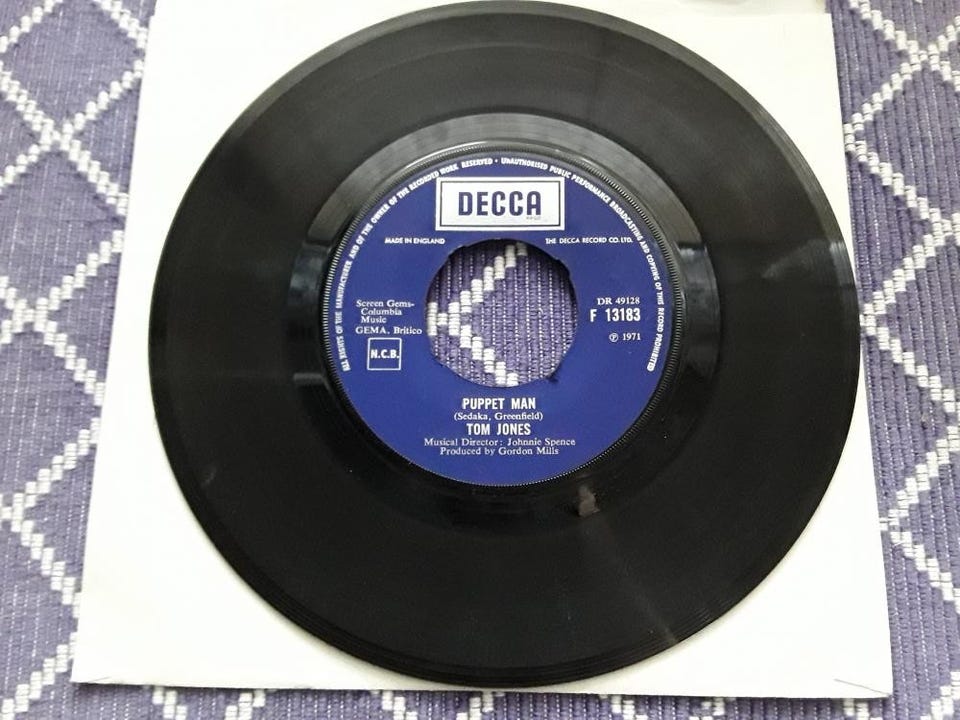 ALL RIGHTS OF THE MANUFACTURER AND OF THE OWNER OF THE RECORDED WORK RESERVED • UNAUTHORISED PUBLIC PERFORMANCE BROADCASTING AND COPYING OF THIS RECORD PROHIBITED
DECCA
MADE IN ENGLAND
THE DECCA RECORD CO. LTD.
Screen Gems-
Columbia
Music
GEMA, Britico
N.C.B.
DR 49128
F 13183
℗ 1971
PUPPET MAN
(Sedaka, Greenfield)
TOM JONES
Musical Director: Johnnie Spence
Produced by Gordon Mills